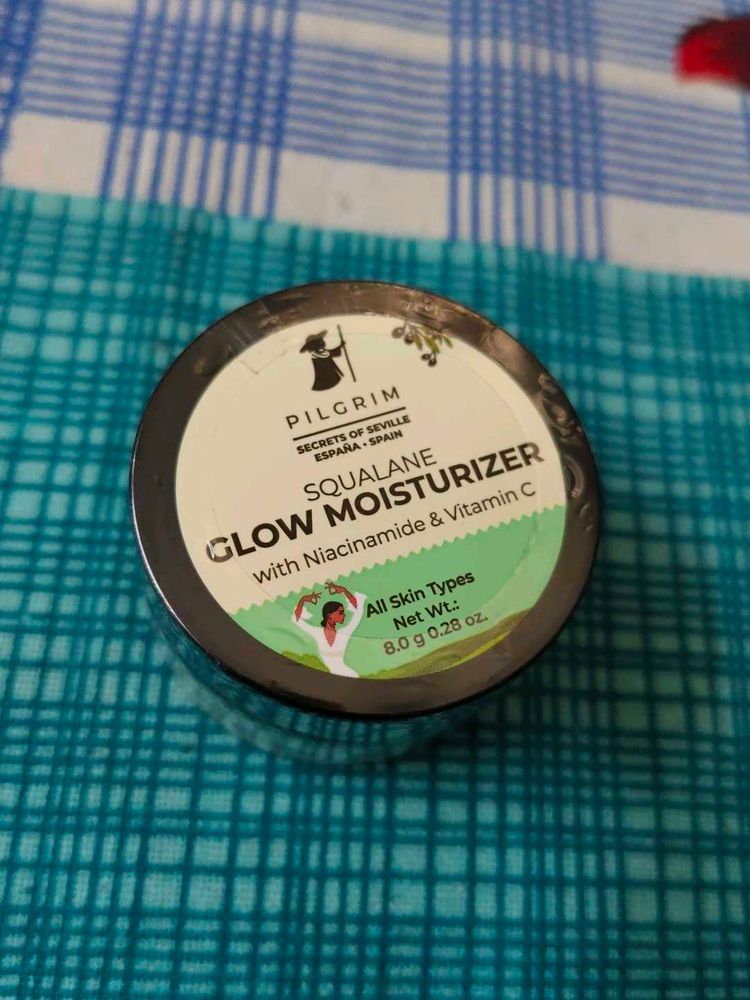 PILGRIM
SECRETS OF SEVILLE
ESPAÑA • SPAIN
SQUALANE
GLOW MOISTURIZER
with Niacinamide & Vitamin C
All Skin Types
Net Wt.:
8.0 g 0.28 oz.